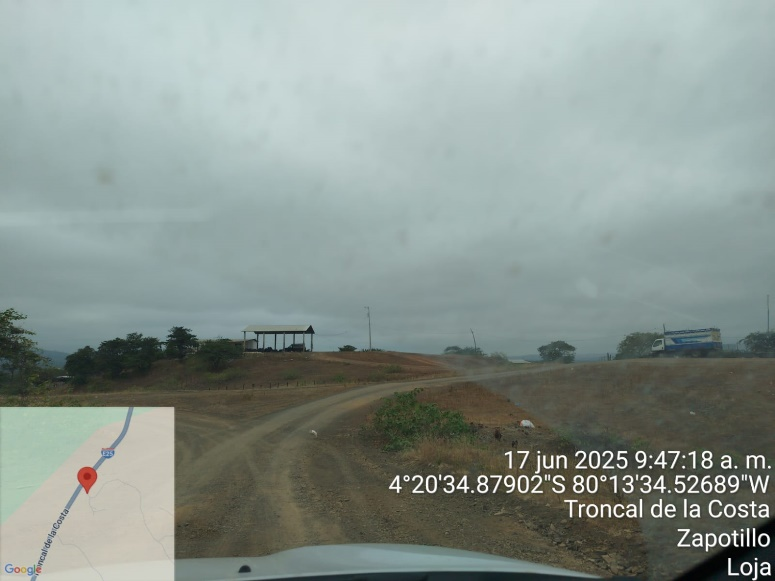 17 jun 2025 9:47:18 a. m.
4°20'34.87902"S 80°13'34.52689"W
Troncal de la Costa
Zapotillo
Loja
E25
ncal de la Costa
Google